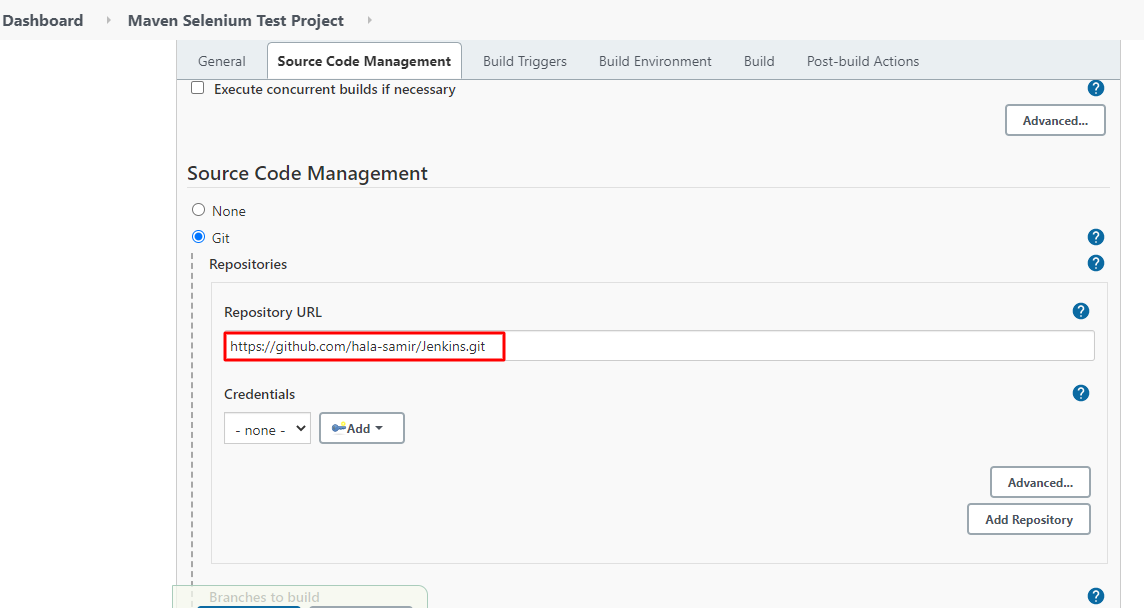 Dashboard Maven Selenium Test Project
General Source Code Management Build Triggers Build Environment Build Post-build Actions
Execute concurrent builds if necessary ?
Advanced...
Source Code Management
None
Git ?
Repositories ?
Repository URL ?
https://github.com/hala-samir/Jenkins.git
Credentials ?
- none - Add
Advanced...
Add Repository
Branches to build ?